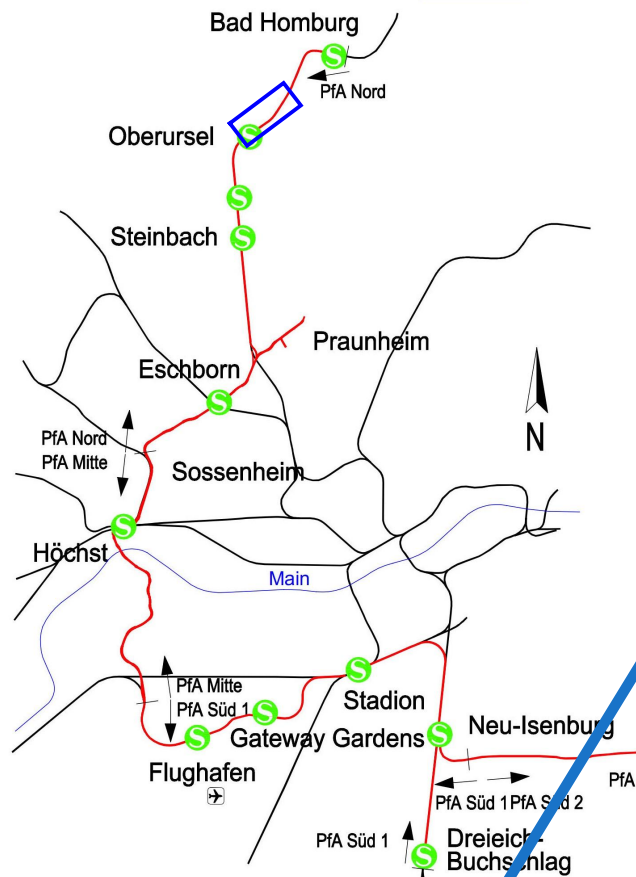 Bad Homburg
PfA Nord
Oberursel
Steinbach
Praunheim
Eschborn
PfA Nord
PfA Mitte
N
Sossenheim
Höchst
Main
PfA Mitte
PfA Süd 1
Stadion
Gateway Gardens
Neu-Isenburg
Flughafen
PfA
PfA Süd 1 PfA Süd 2
PfA Süd 1
Dreieich-
Buchschlag